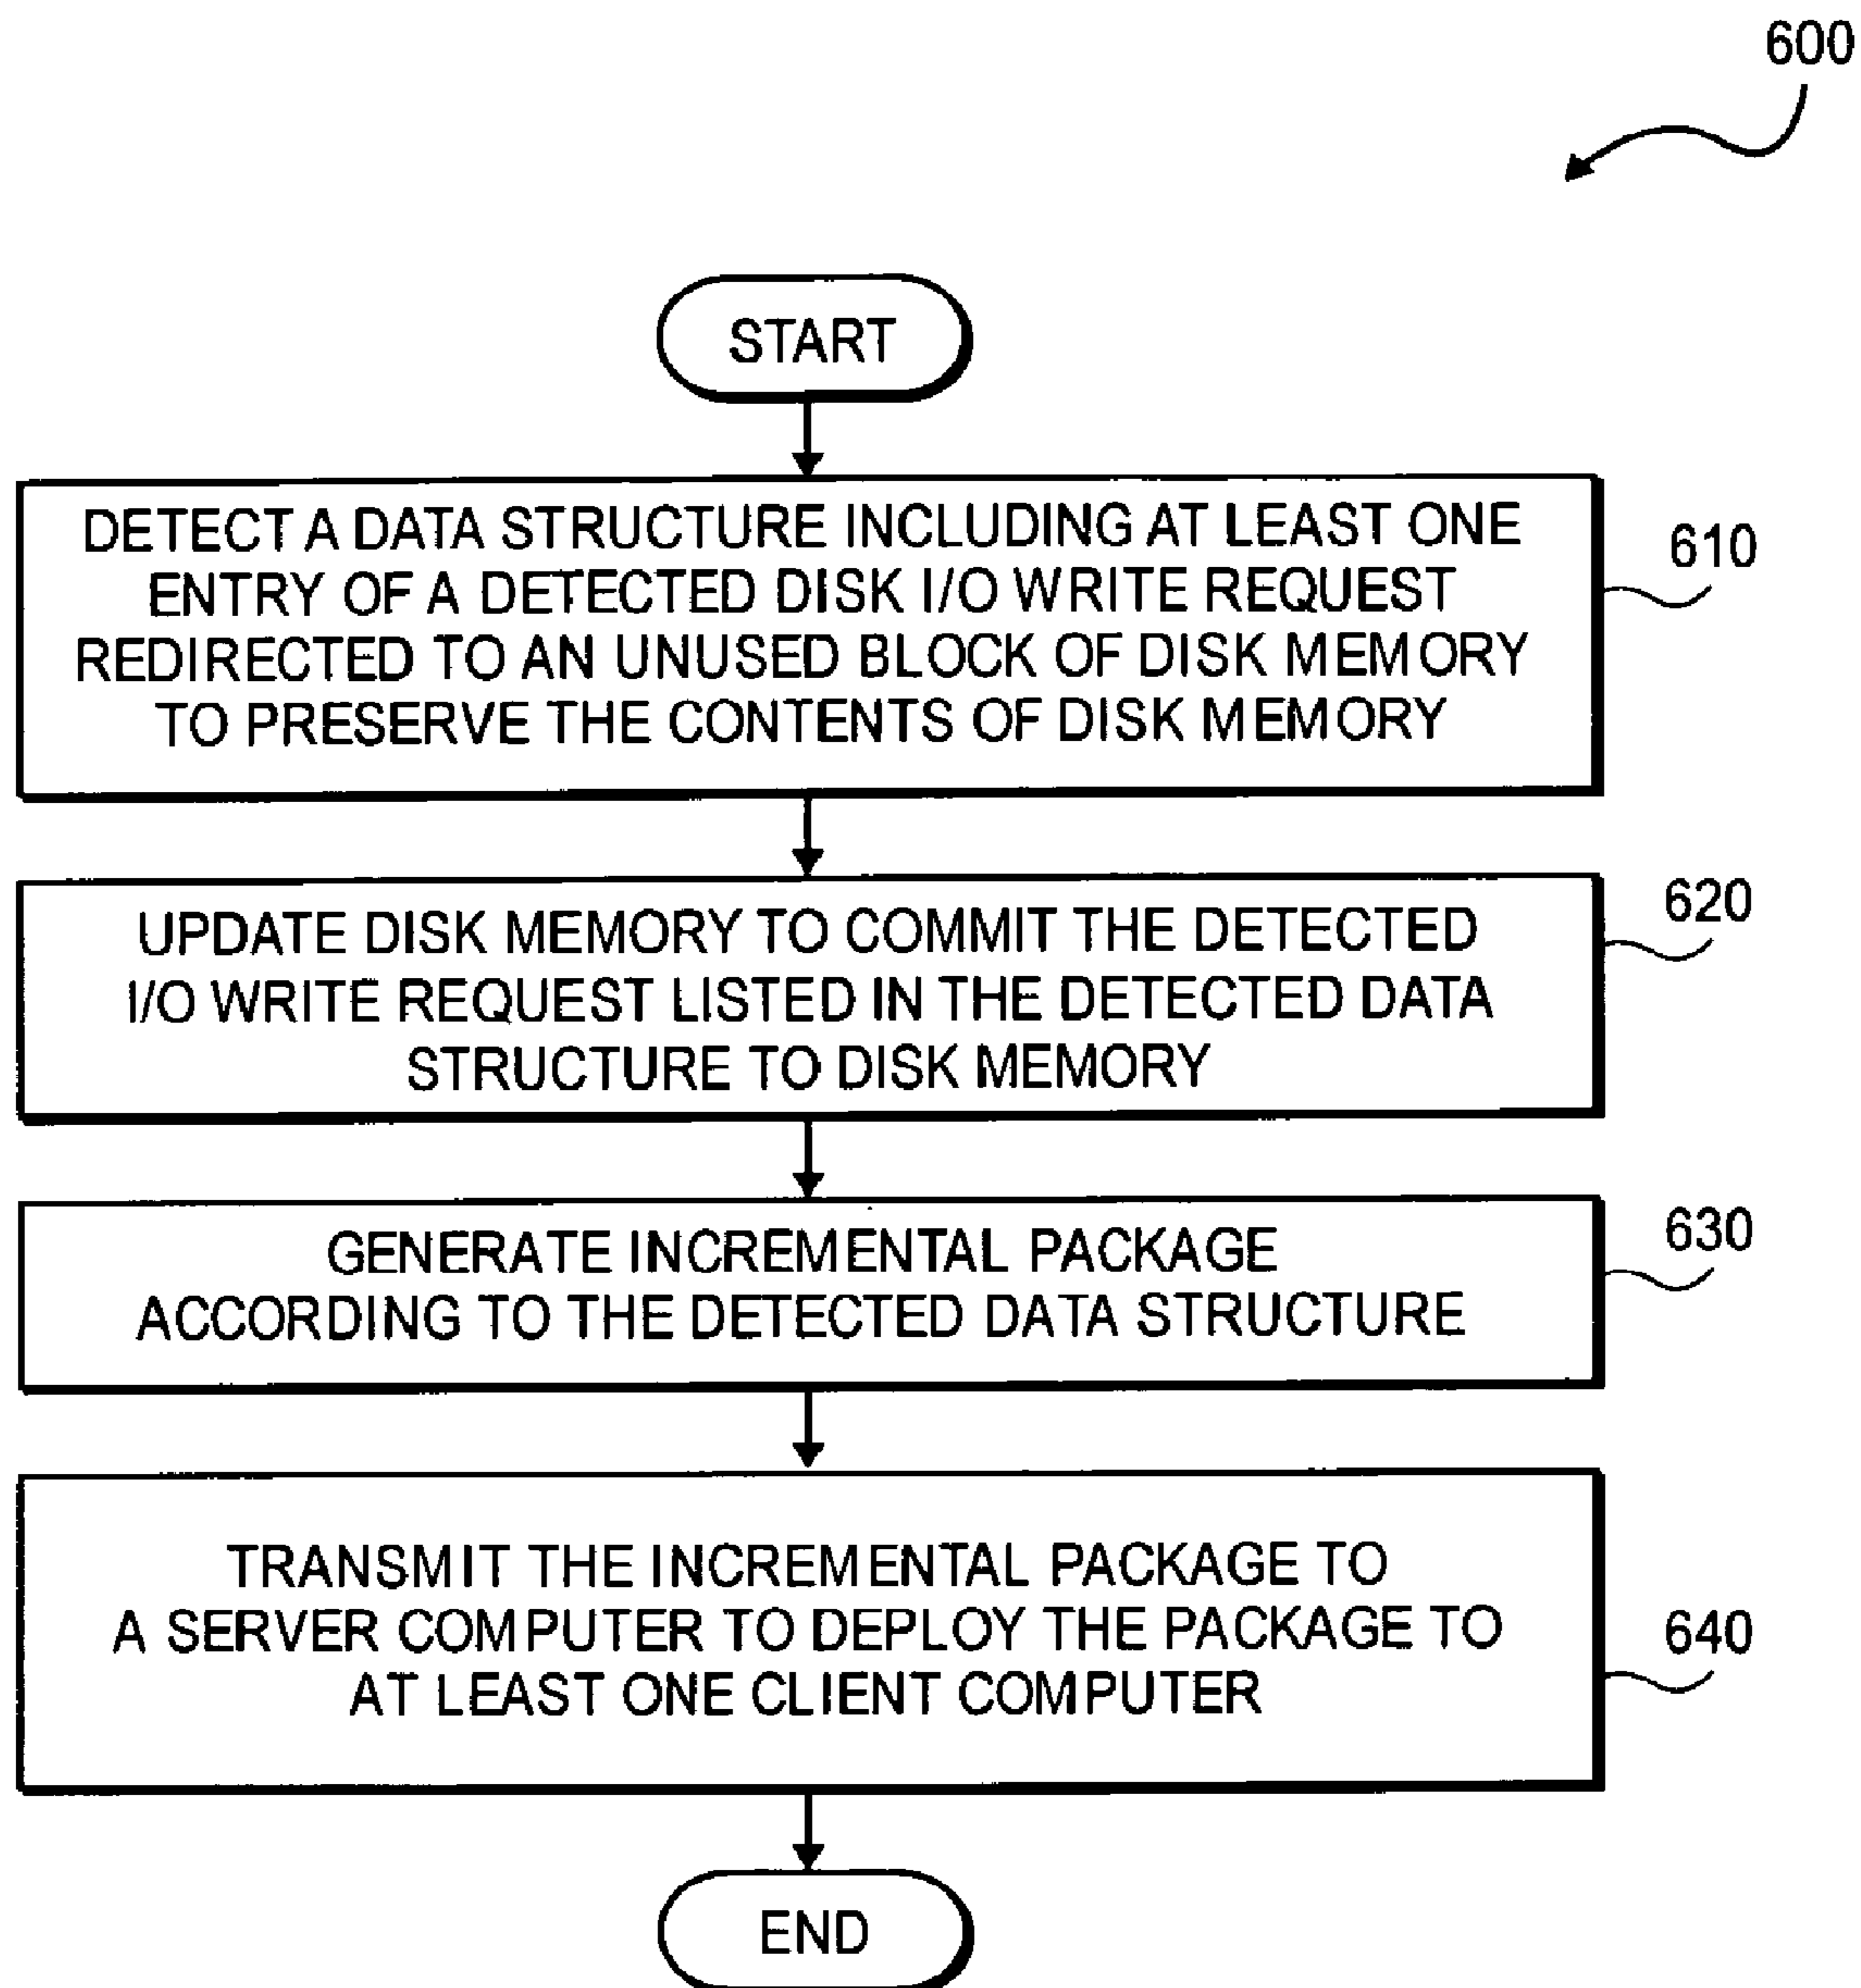 600
START
DETECT A DATA STRUCTURE INCLUDING AT LEAST ONE
ENTRY OF A DETECTED DISK I/O WRITE REQUEST
REDIRECTED TO AN UNUSED BLOCK OF DISK MEMORY
TO PRESERVE THE CONTENTS OF DISK MEMORY
610
UPDATE DISK MEMORY TO COMMIT THE DETECTED
I/O WRITE REQUEST LISTED IN THE DETECTED DATA
STRUCTURE TO DISK MEMORY
620
GENERATE INCREMENTAL PACKAGE
ACCORDING TO THE DETECTED DATA STRUCTURE
630
TRANSMIT THE INCREMENTAL PACKAGE TO
A SERVER COMPUTER TO DEPLOY THE PACKAGE TO
AT LEAST ONE CLIENT COMPUTER
640
END